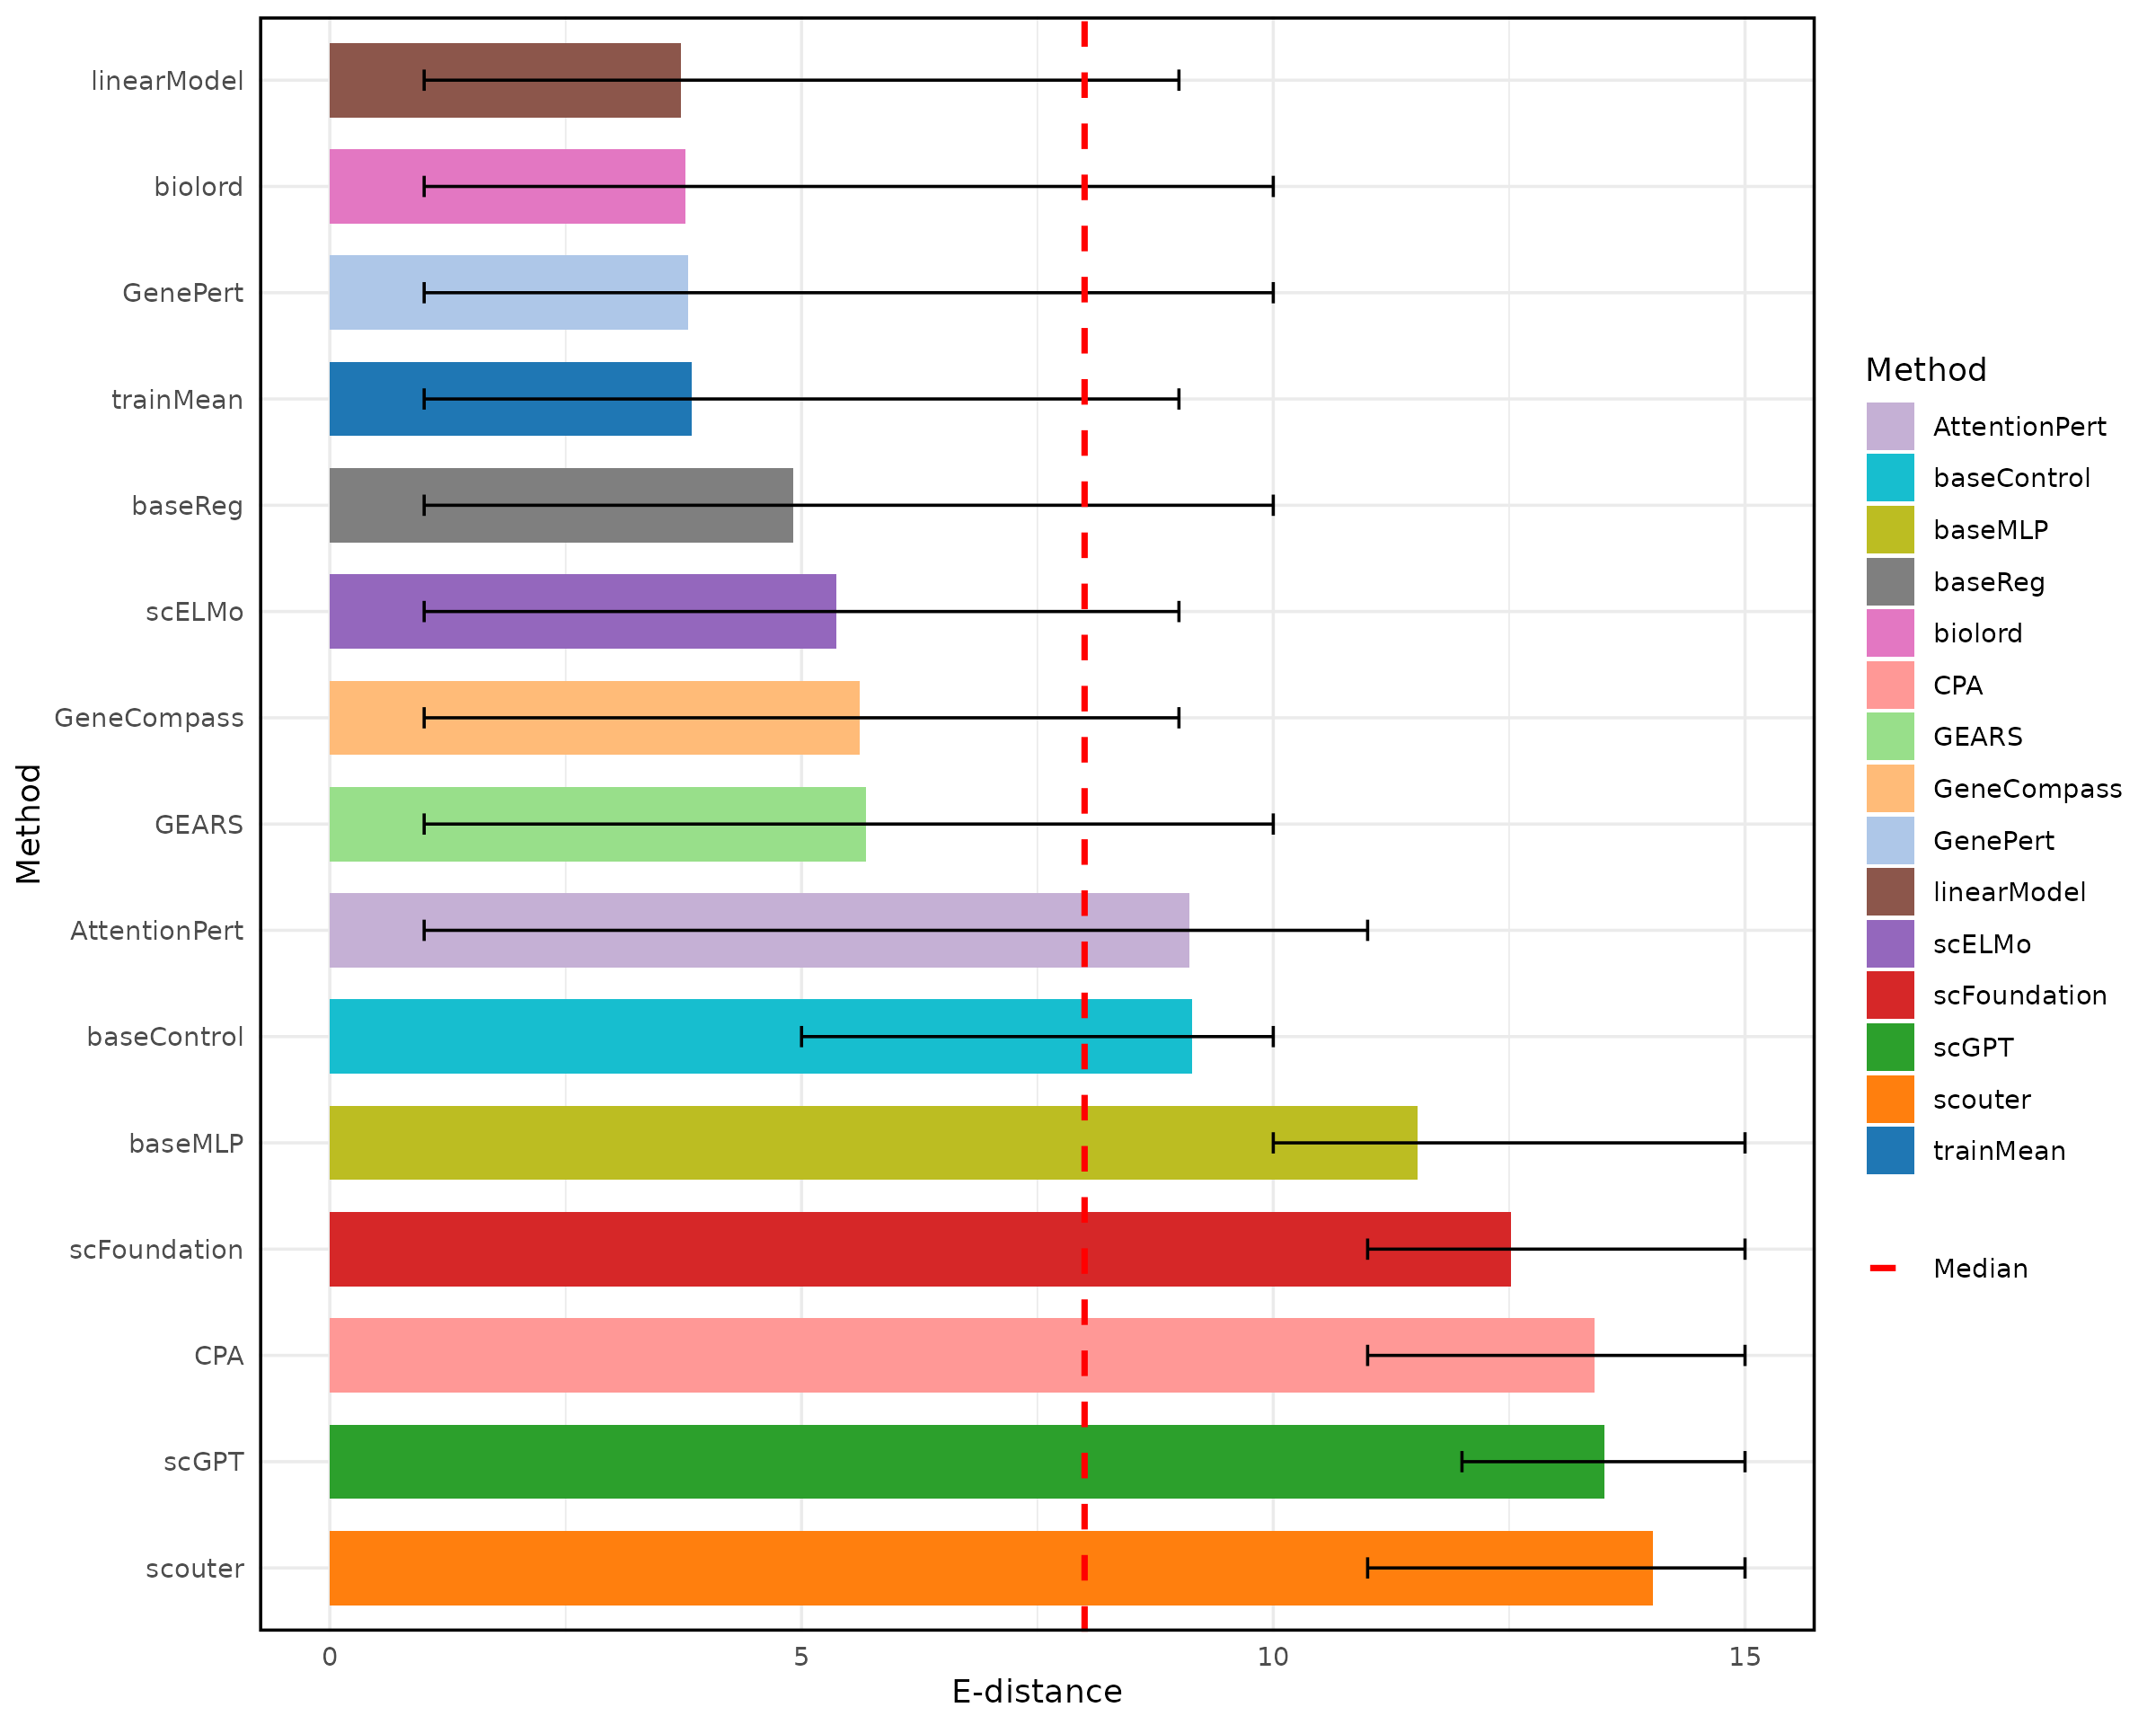 linearModel
biolord
GenePert
trainMean
baseReg
scELMo
GeneCompass
GEARS
AttentionPert
baseControl
baseMLP
scFoundation
CPA
scGPT
scouter
Method
0 5 10 15
E-distance
Method
AttentionPert
baseControl
baseMLP
baseReg
biolord
CPA
GEARS
GeneCompass
GenePert
linearModel
scELMo
scFoundation
scGPT
scouter
trainMean
Median